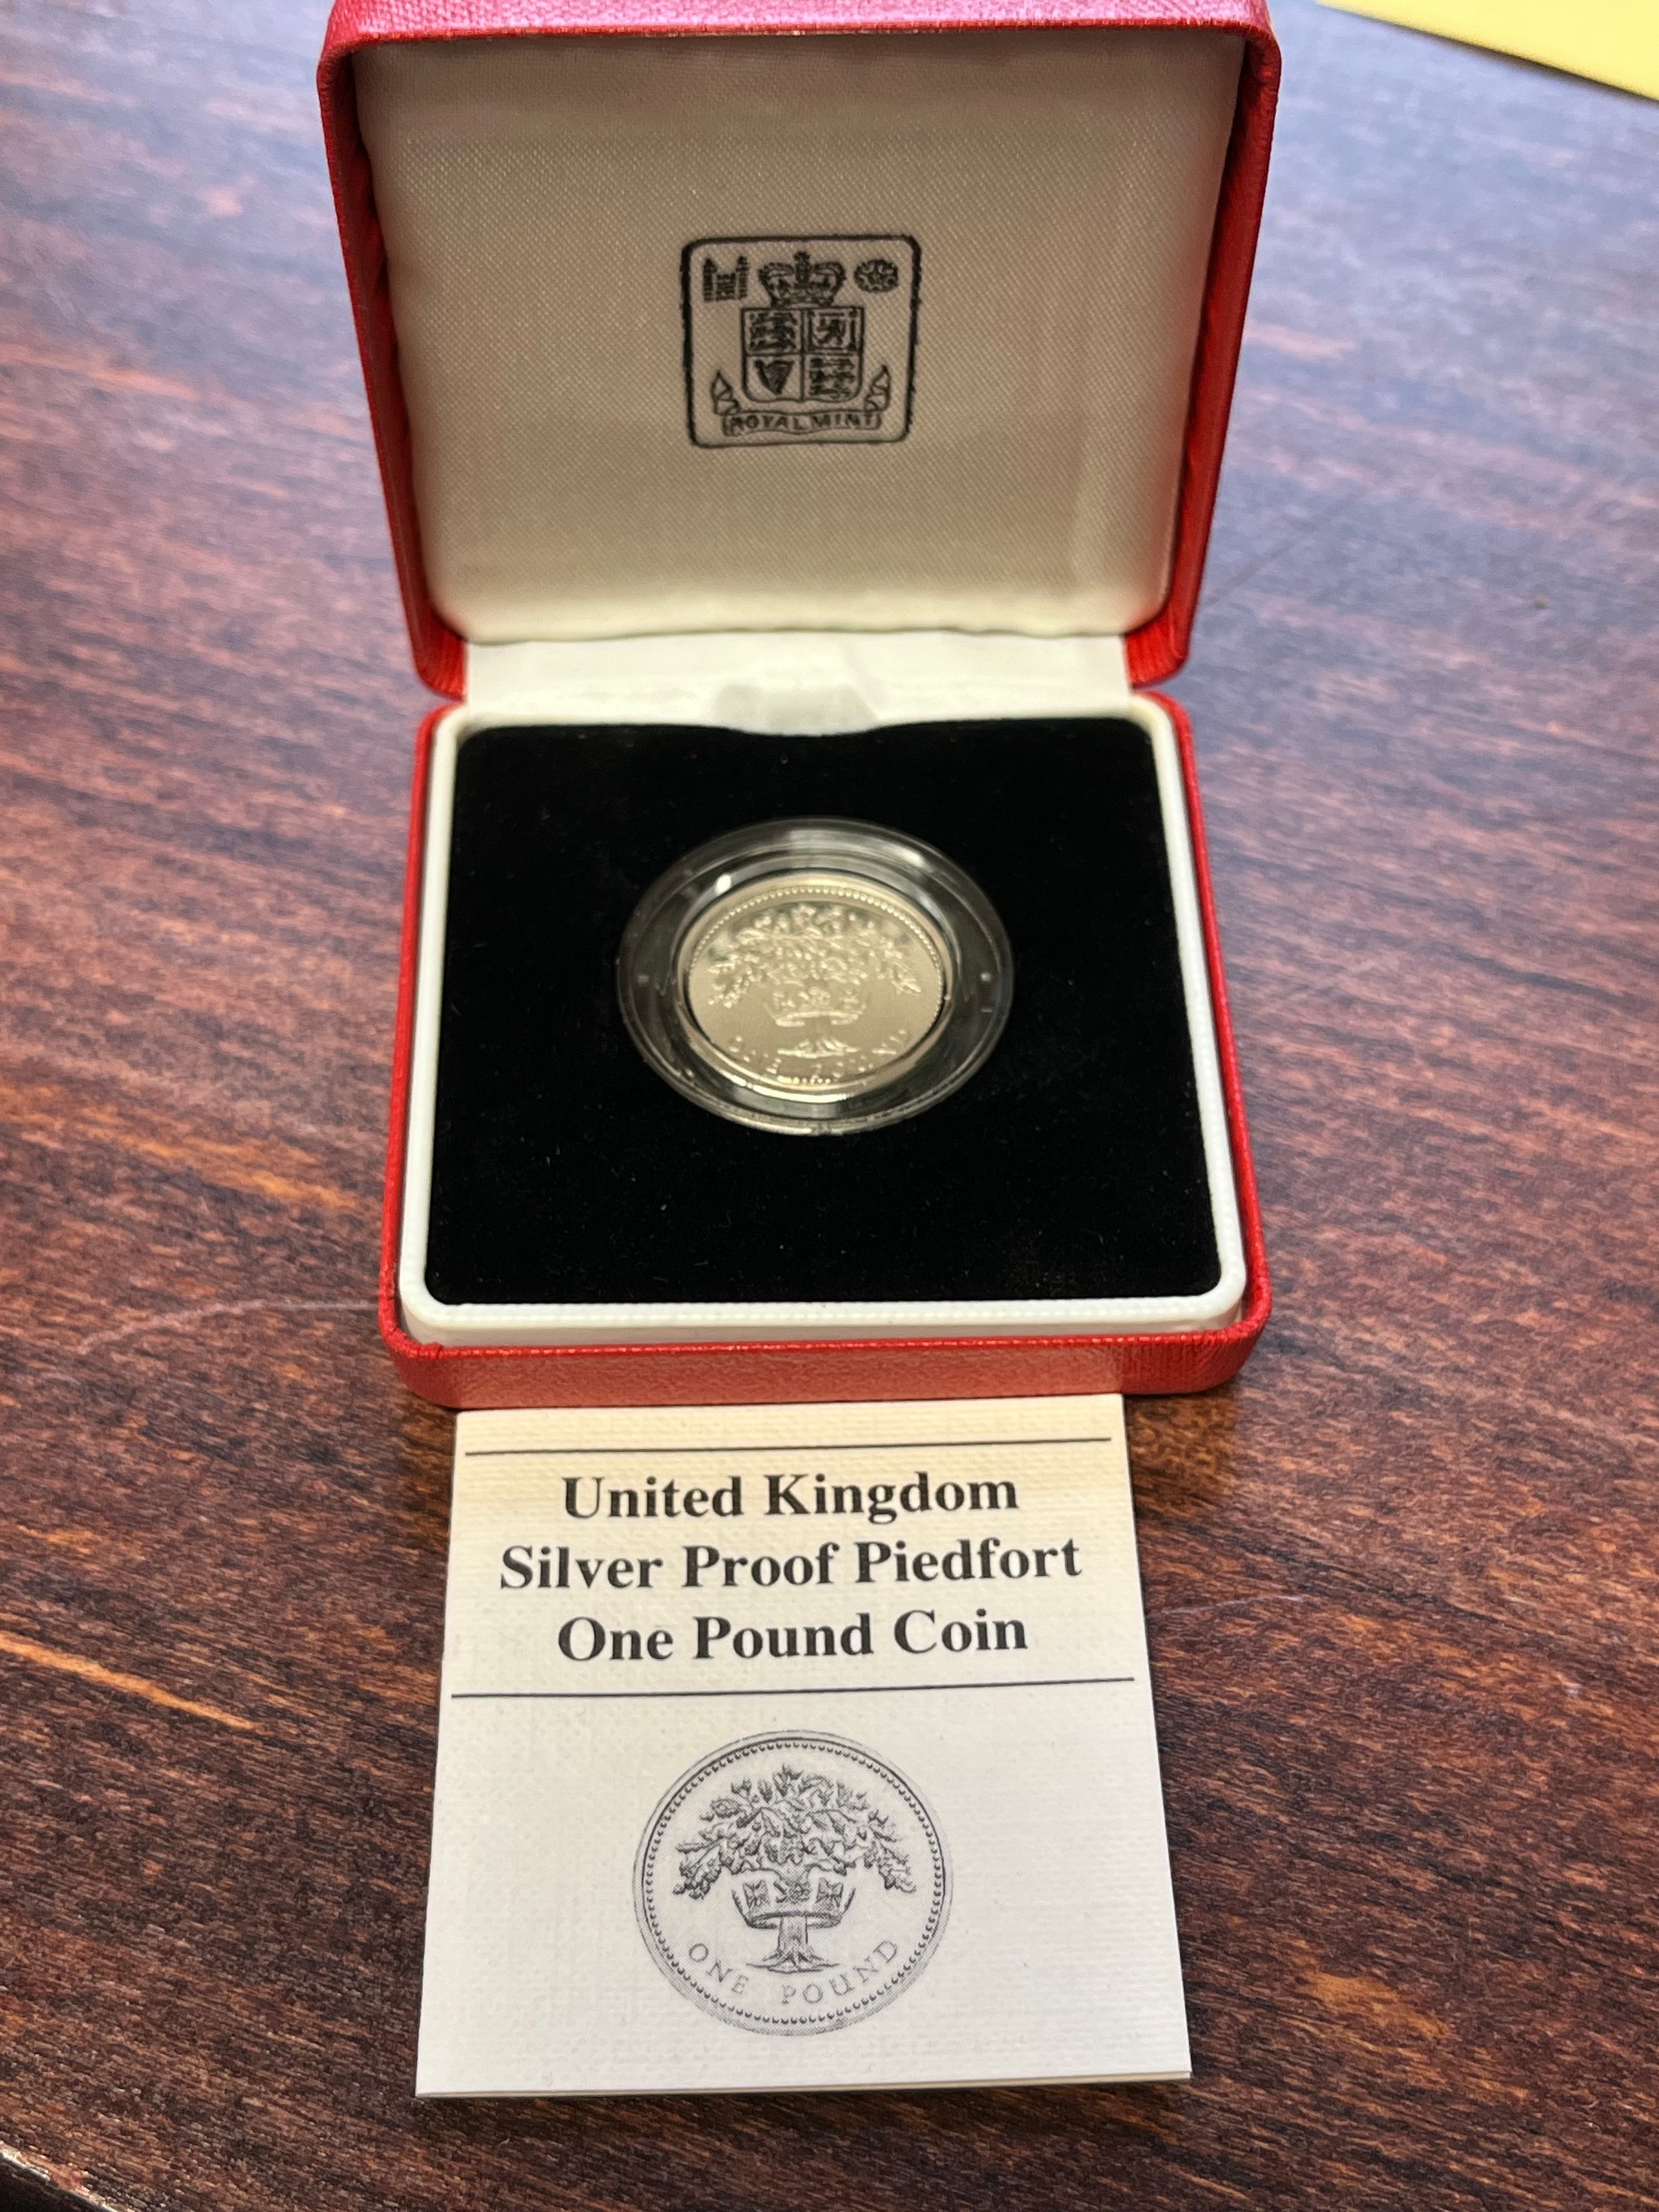 ROYAL MINT
ONE POUND
United Kingdom
Silver Proof Piedfort
One Pound Coin
ONE POUND